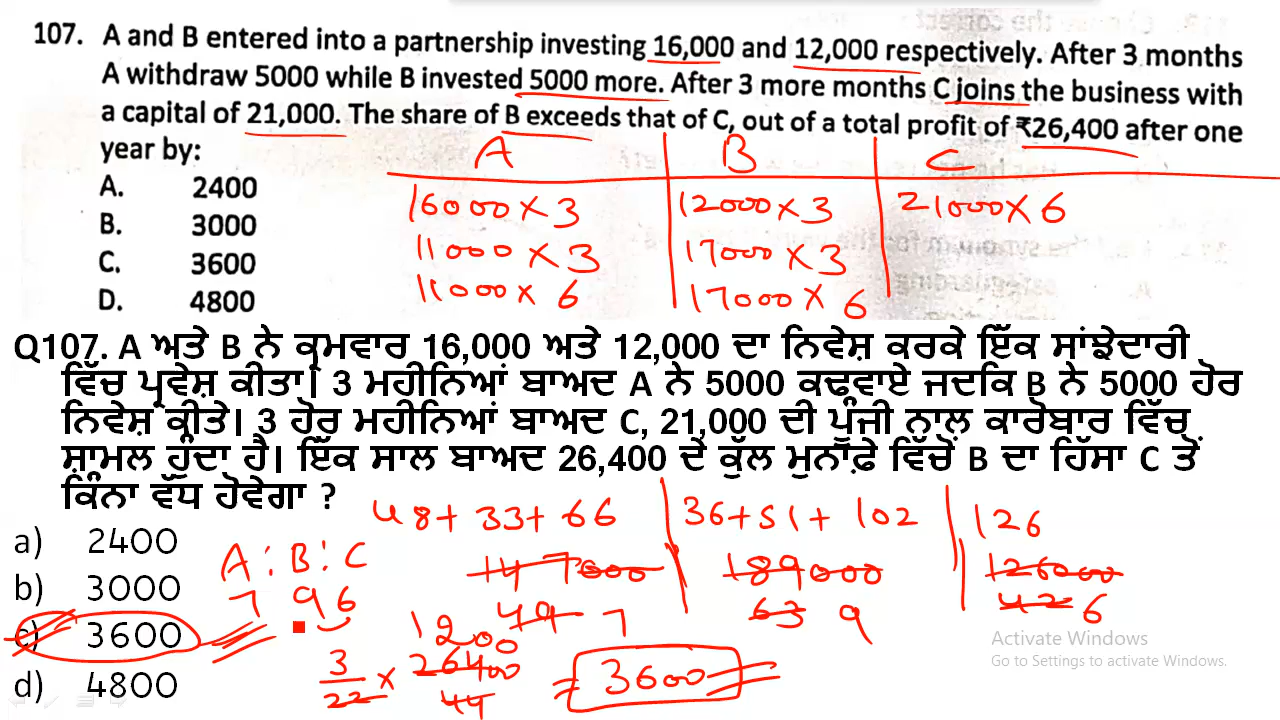 107. A and B entered into a partnership investing 16,000 and 12,000 respectively. After 3 months
A withdraw 5000 while B invested 5000 more. After 3 more months C joins the business with
a capital of 21,000. The share of B exceeds that of C, out of a total profit of ₹26,400 after one
year by:
A. 2400
B. 3000
C. 3600
D. 4800
A B C
16000 × 3 12000 × 3 21000 × 6
11000 × 3 17000 × 3
11000 × 6 17000 × 6
Q107. A ਅਤੇ B ਨੇ ਕ੍ਰਮਵਾਰ 16,000 ਅਤੇ 12,000 ਦਾ ਨਿਵੇਸ਼ ਕਰਕੇ ਇੱਕ ਸਾਂਝੇਦਾਰੀ
ਵਿੱਚ ਪ੍ਰਵੇਸ਼ ਕੀਤਾ। 3 ਮਹੀਨਿਆਂ ਬਾਅਦ A ਨੇ 5000 ਕਢਵਾਏ ਜਦਕਿ B ਨੇ 5000 ਹੋਰ
ਨਿਵੇਸ਼ ਕੀਤੇ। 3 ਹੋਰ ਮਹੀਨਿਆਂ ਬਾਅਦ C, 21,000 ਦੀ ਪੂੰਜੀ ਨਾਲ ਕਾਰੋਬਾਰ ਵਿੱਚ
ਸ਼ਾਮਲ ਹੁੰਦਾ ਹੈ। ਇੱਕ ਸਾਲ ਬਾਅਦ 26,400 ਦੇ ਕੁੱਲ ਮੁਨਾਫ਼ੇ ਵਿੱਚੋਂ B ਦਾ ਹਿੱਸਾ C ਤੋਂ
ਕਿੰਨਾ ਵੱਧ ਹੋਵੇਗਾ ?
a) 2400
b) 3000
c) 3600
d) 4800
48 + 33 + 66 36 + 51 + 102 126
147000 189000 126000
49 7 63 9 42 6
A : B : C
7 9 6
1200
3/22 × 26400 = 3600
44
Activate Windows
Go to Settings to activate Windows.